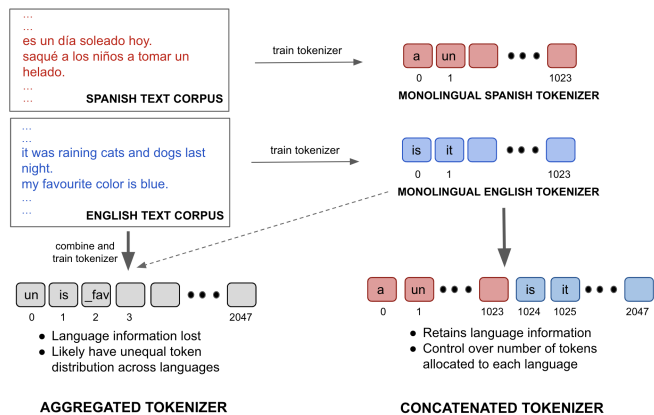 ...
...
es un día soleado hoy.
saqué a los niños a tomar un
helado.
...
...
SPANISH TEXT CORPUS
train tokenizer
a un
0 1 1023
MONOLINGUAL SPANISH TOKENIZER
...
...
it was raining cats and dogs last
night.
my favourite color is blue.
...
...
ENGLISH TEXT CORPUS
train tokenizer
is it
0 1 1023
MONOLINGUAL ENGLISH TOKENIZER
combine and
train tokenizer
un is _fav
0 1 2 3 2047
● Language information lost
● Likely have unequal token
distribution across languages
AGGREGATED TOKENIZER
a un is it
0 1 1023 1024 1025 2047
● Retains language information
● Control over number of tokens
allocated to each language
CONCATENATED TOKENIZER